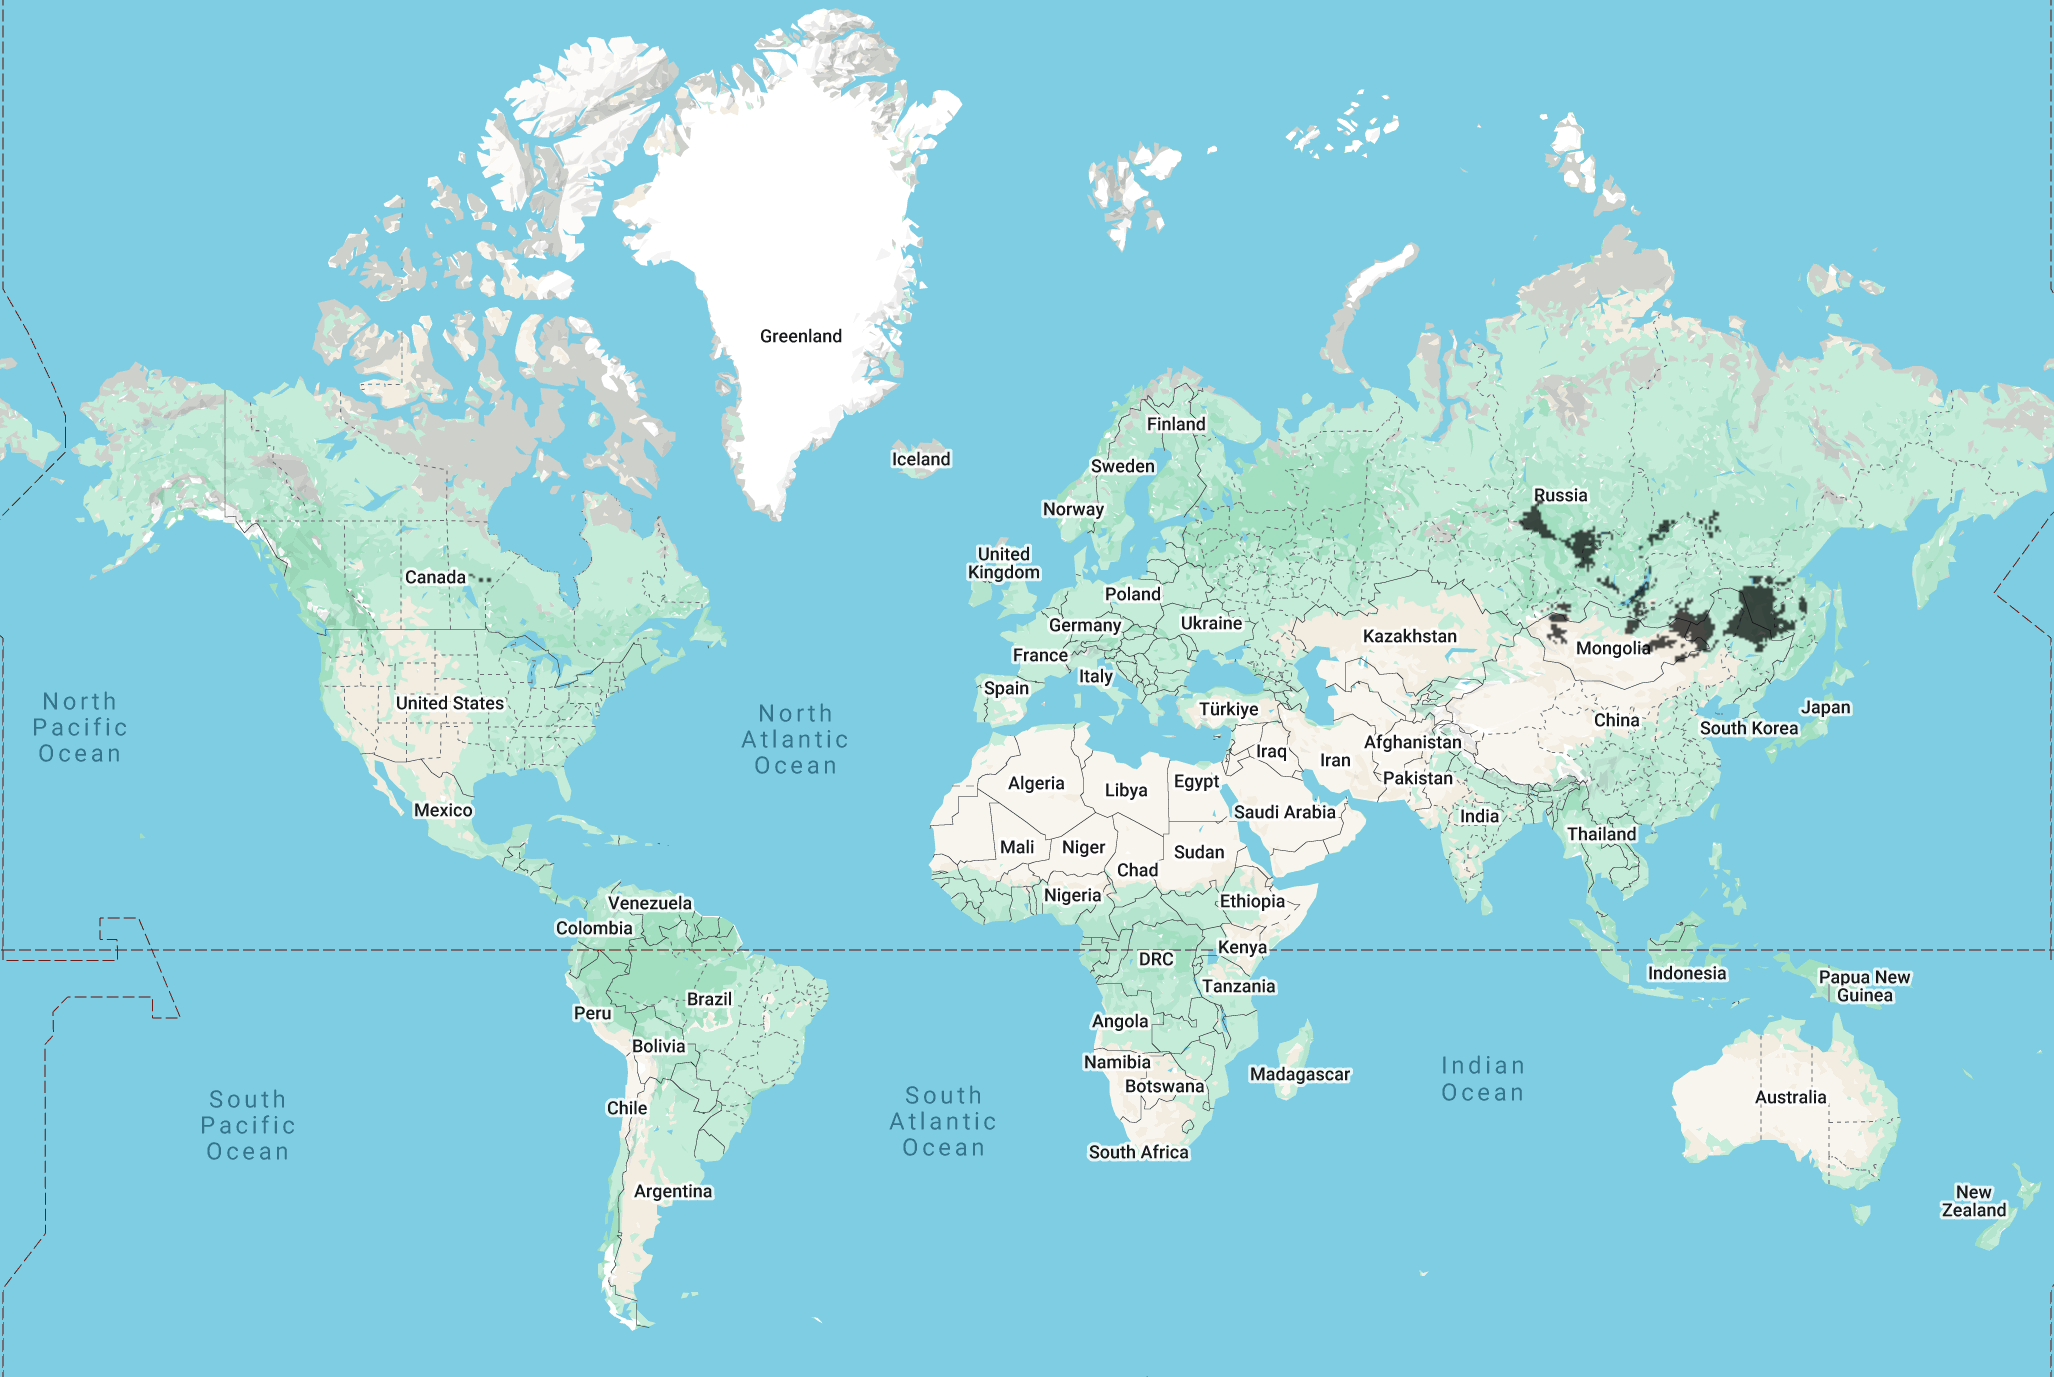 Greenland
Finland
Iceland
Sweden
Russia
Norway
United
Kingdom
Canada
Poland
Germany
Ukraine
Kazakhstan
France
Mongolia
Italy
Spain
North
Pacific
Ocean
United States
North
Atlantic
Ocean
Türkiye
China
Japan
South Korea
Afghanistan
Iraq
Iran
Algeria
Libya
Egypt
Pakistan
Mexico
Saudi Arabia
India
Thailand
Mali
Niger
Sudan
Chad
Nigeria
Ethiopia
Venezuela
Colombia
Kenya
DRC
Indonesia
Papua New
Guinea
Tanzania
Brazil
Peru
Angola
Bolivia
Namibia
Botswana
Madagascar
Indian
Ocean
Australia
Chile
South
Pacific
Ocean
South
Atlantic
Ocean
South Africa
Argentina
New
Zealand